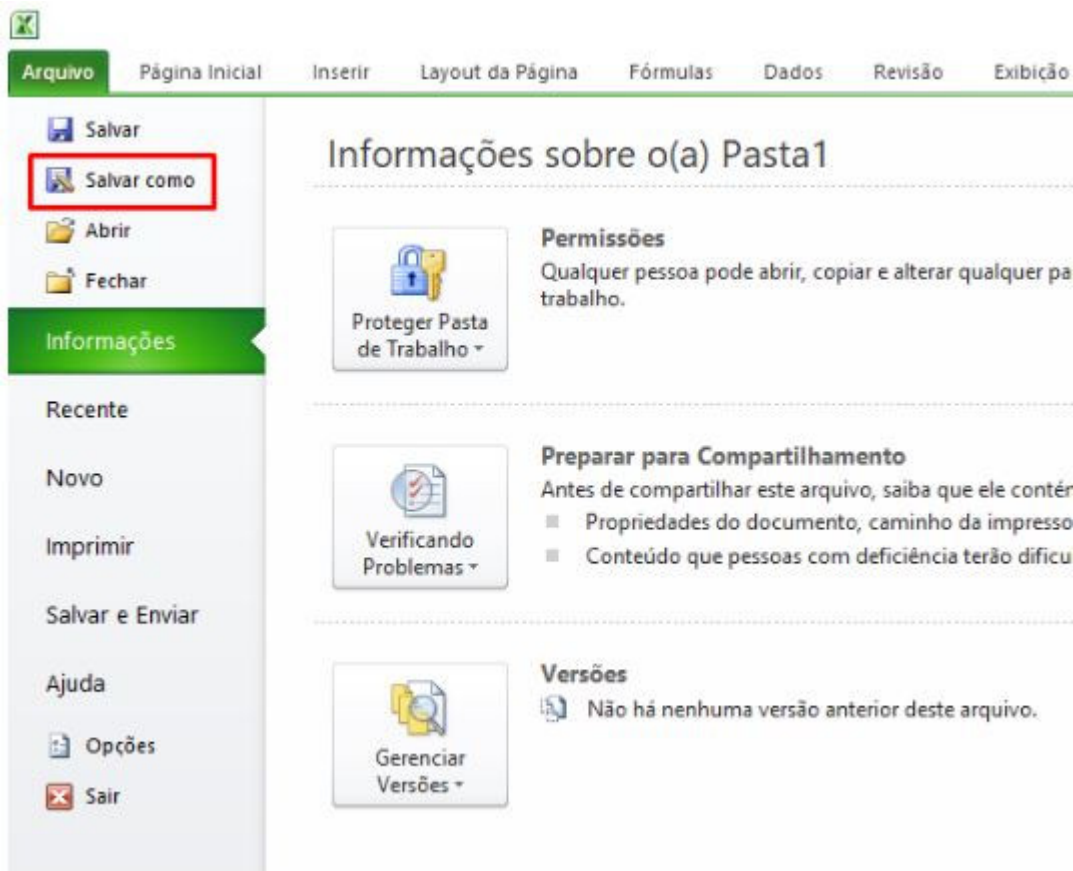 Arquivo Página Inicial Inserir Layout da Página Fórmulas Dados Revisão Exibição
Salvar
Salvar como
Abrir
Fechar
Informações
Recente
Novo
Imprimir
Salvar e Enviar
Ajuda
Opções
Sair
Informações sobre o(a) Pasta1
Proteger Pasta
de Trabalho
Permissões
Qualquer pessoa pode abrir, copiar e alterar qualquer pa
trabalho.
Verificando
Problemas
Preparar para Compartilhamento
Antes de compartilhar este arquivo, saiba que ele contén
Propriedades do documento, caminho da impresso
Conteúdo que pessoas com deficiência terão dificu
Gerenciar
Versões
Versões
Não há nenhuma versão anterior deste arquivo.